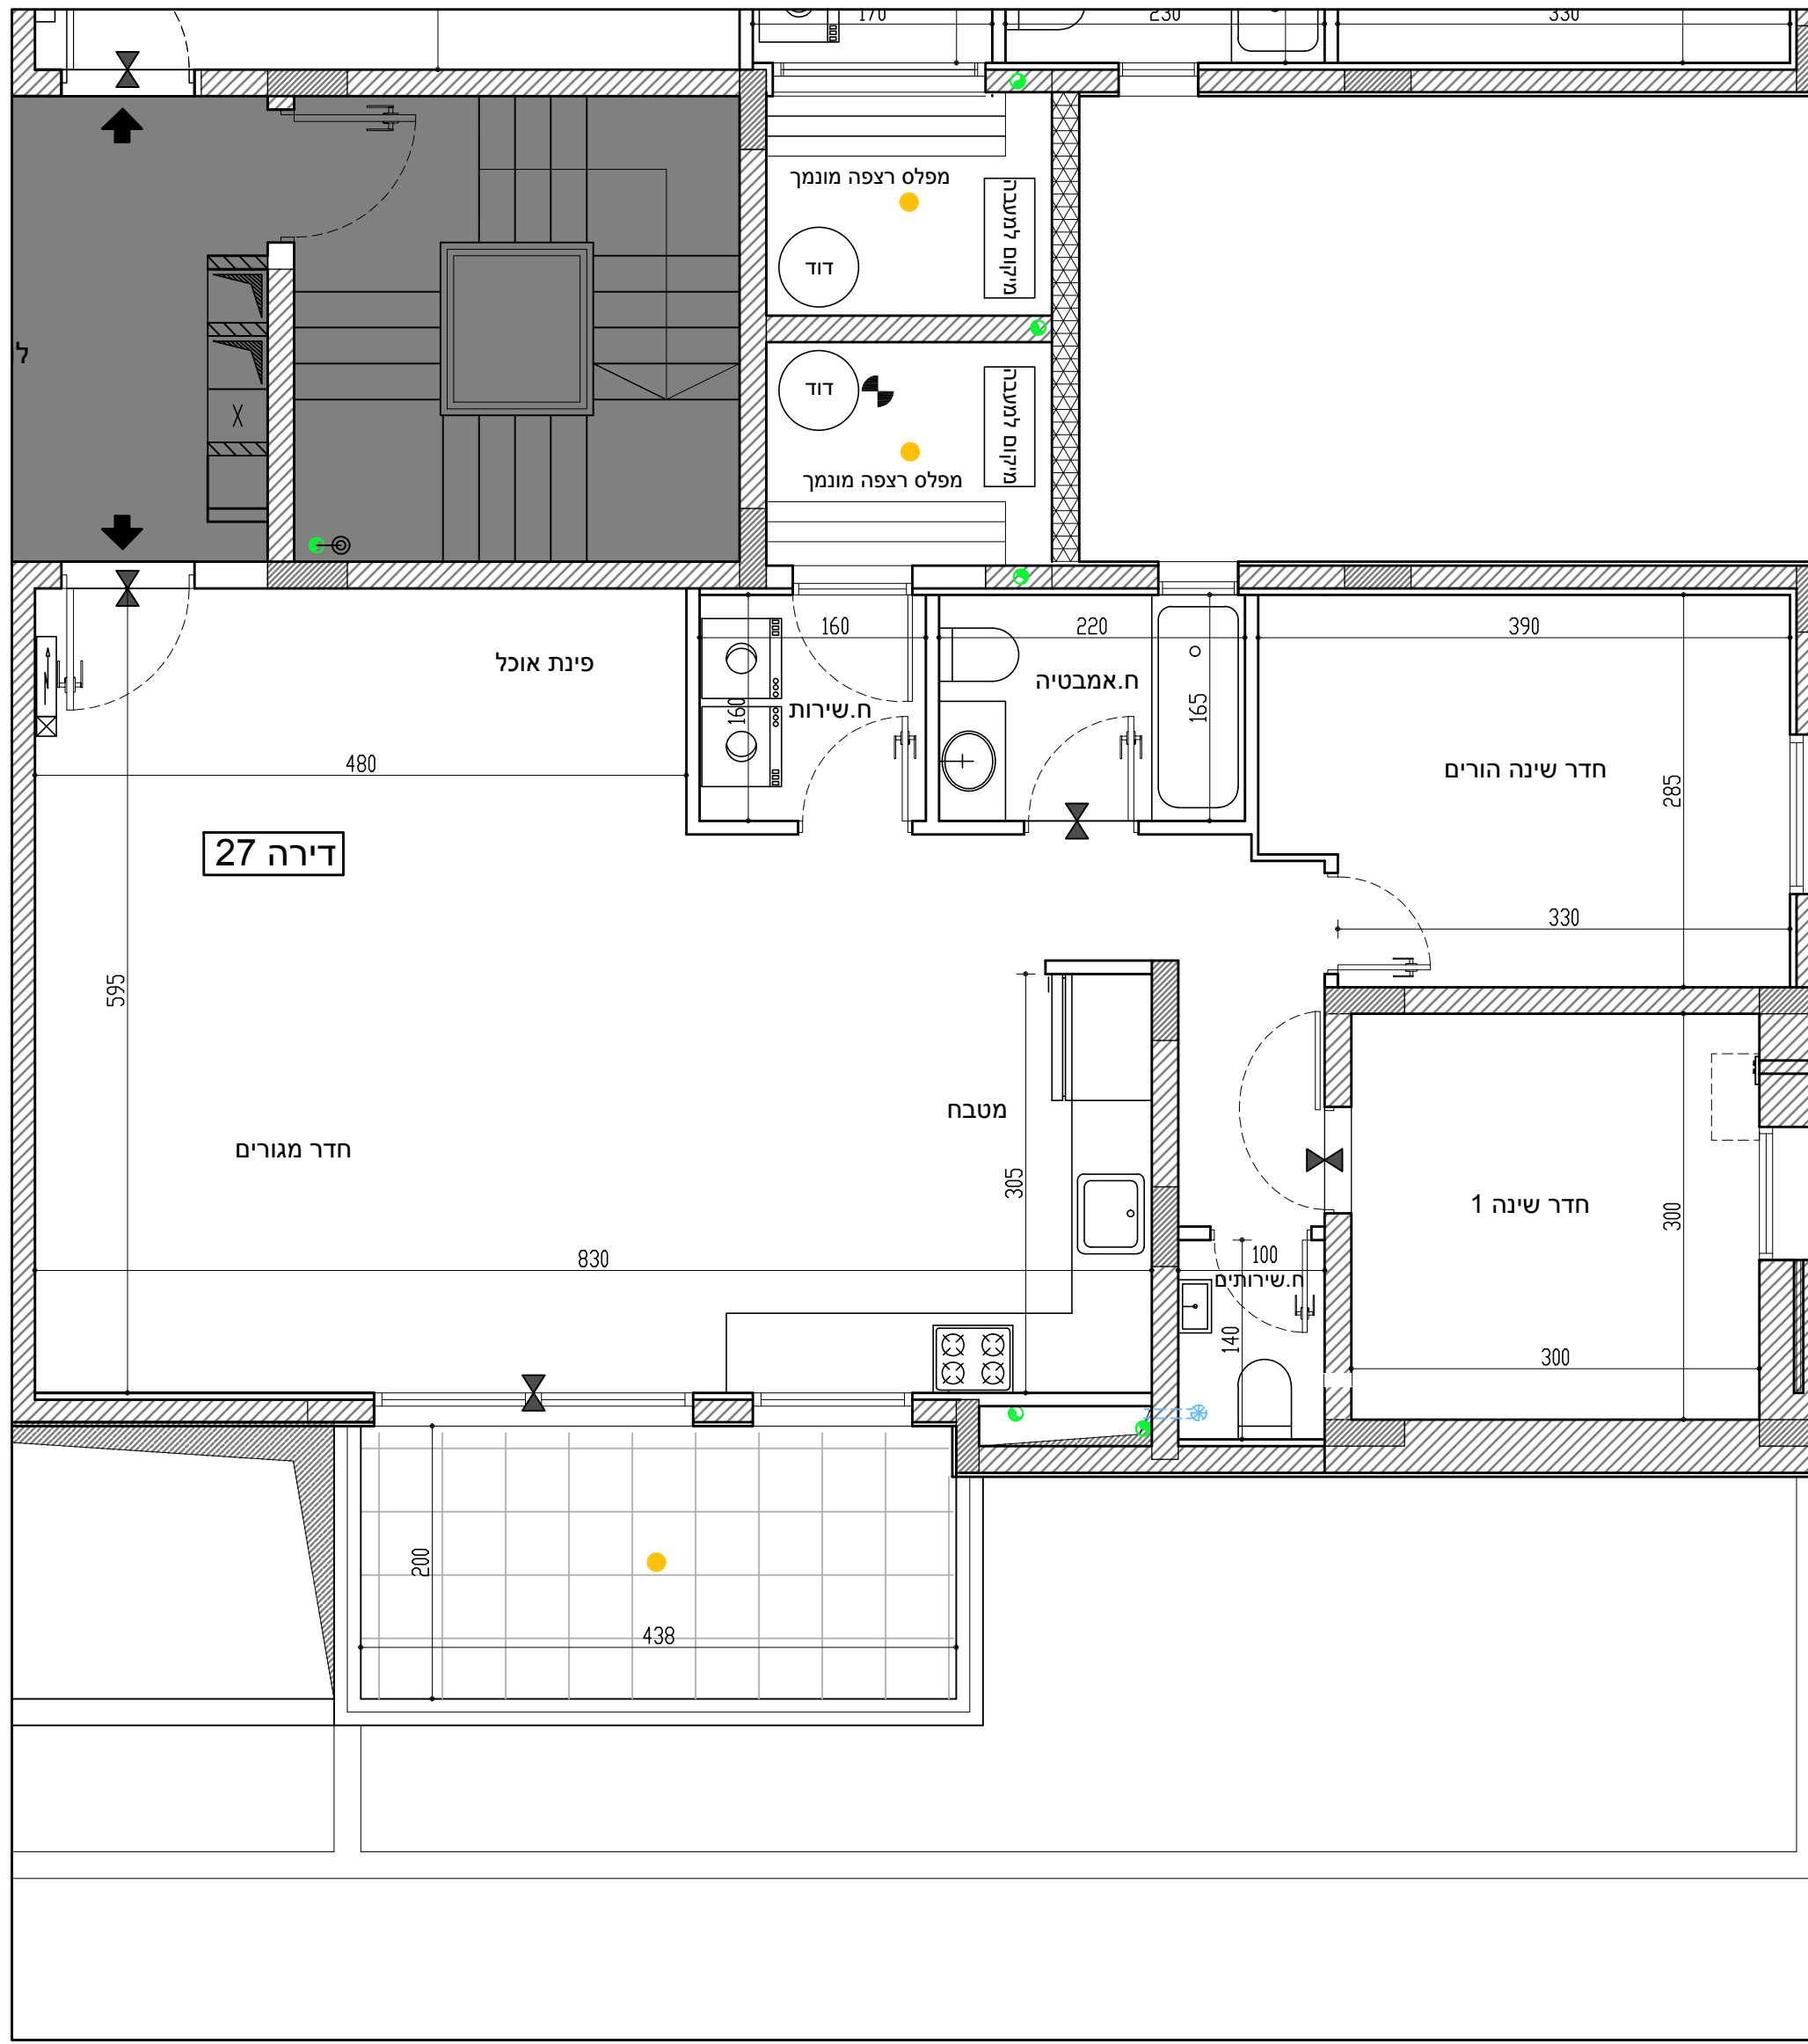 170
230
330
מפלס רצפה מונמך
מיקום למעבה
דוד
ל
דוד
מיקום למעבה
מפלס רצפה מונמך
160
220
390
פינת אוכל
ח.אמבטיה
ח.שירות
160
165
480
חדר שינה הורים
285
דירה 27
330
595
מטבח
חדר מגורים
305
חדר שינה 1
300
830
100
ח.שירותים
140
300
200
438